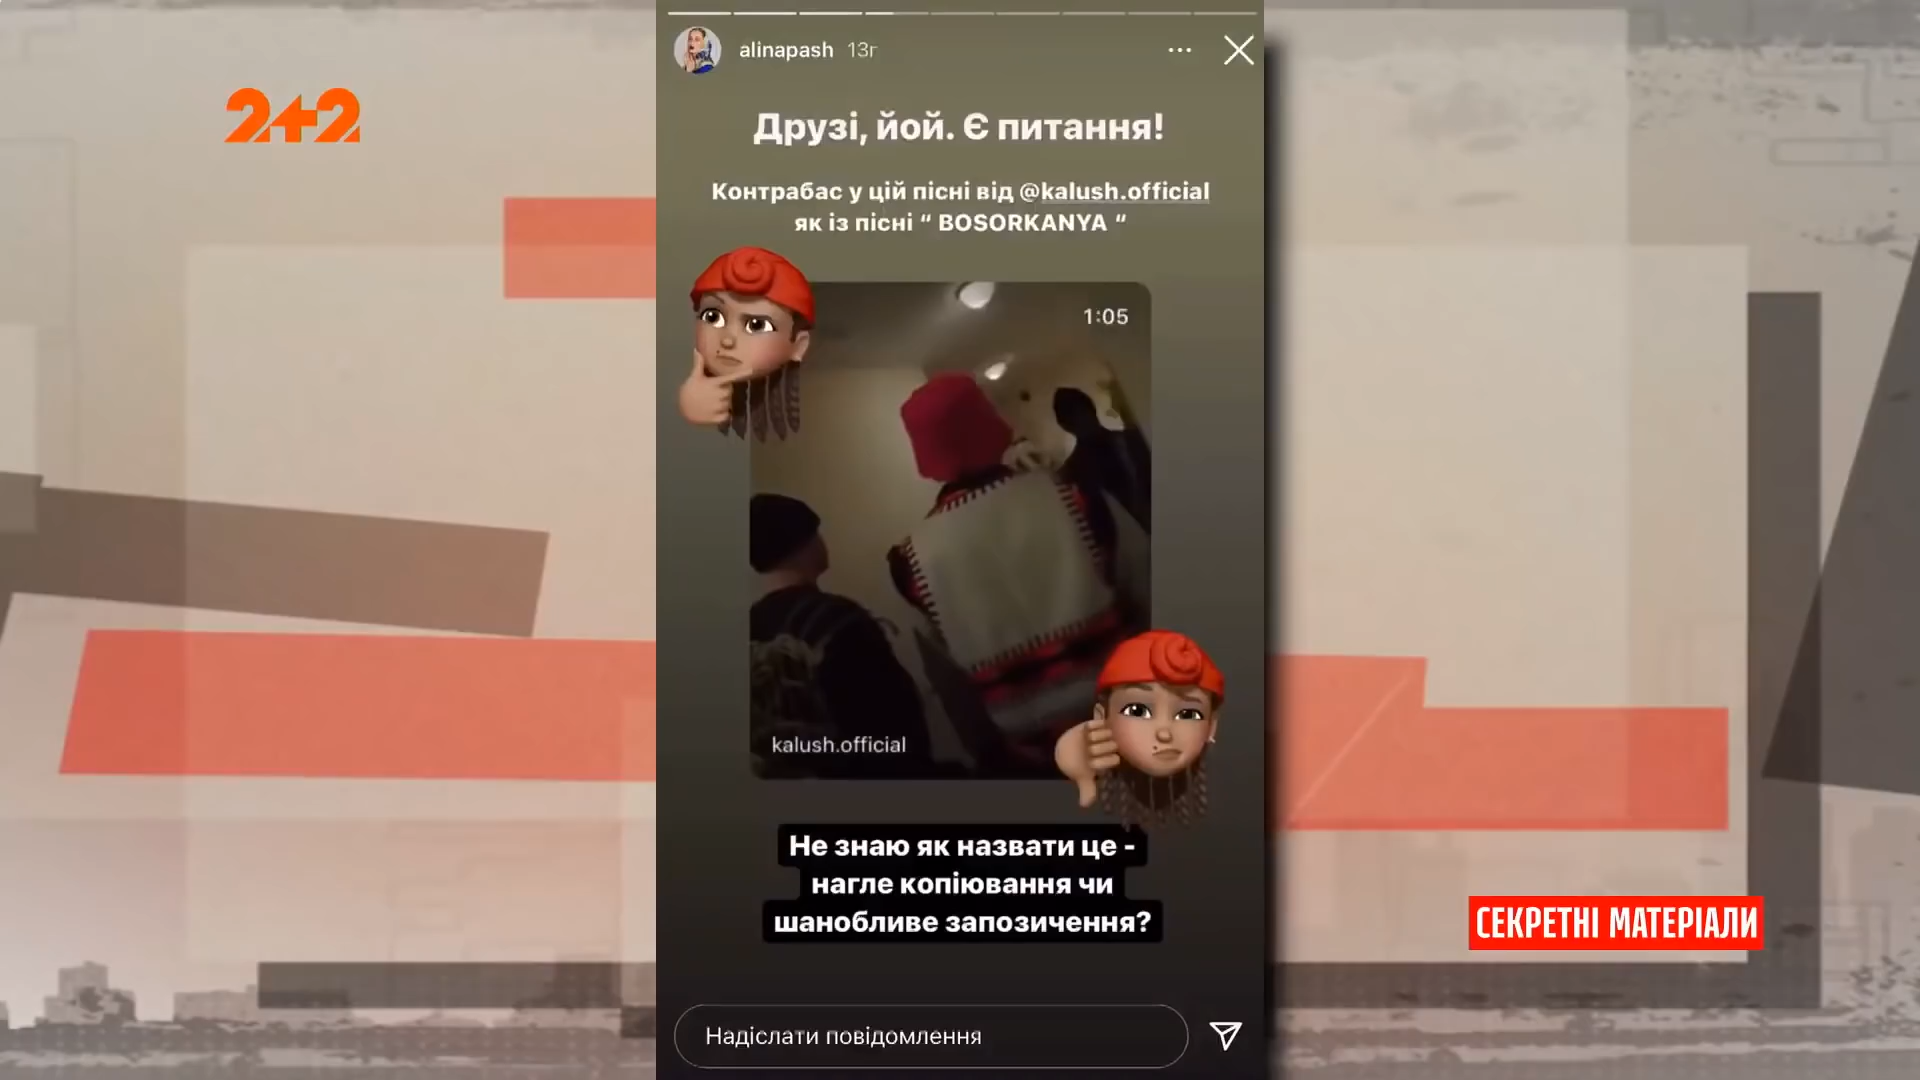 2+2
alinapash 13г
Друзі, йой. Є питання!
Контрабас у цій пісні від @kalush.official
як із пісні “ BOSORKANYA “
1:05
kalush.official
Не знаю як назвати це -
нагле копіювання чи
шанобливе запозичення?
СЕКРЕТНІ МАТЕРІАЛИ
Надіслати повідомлення